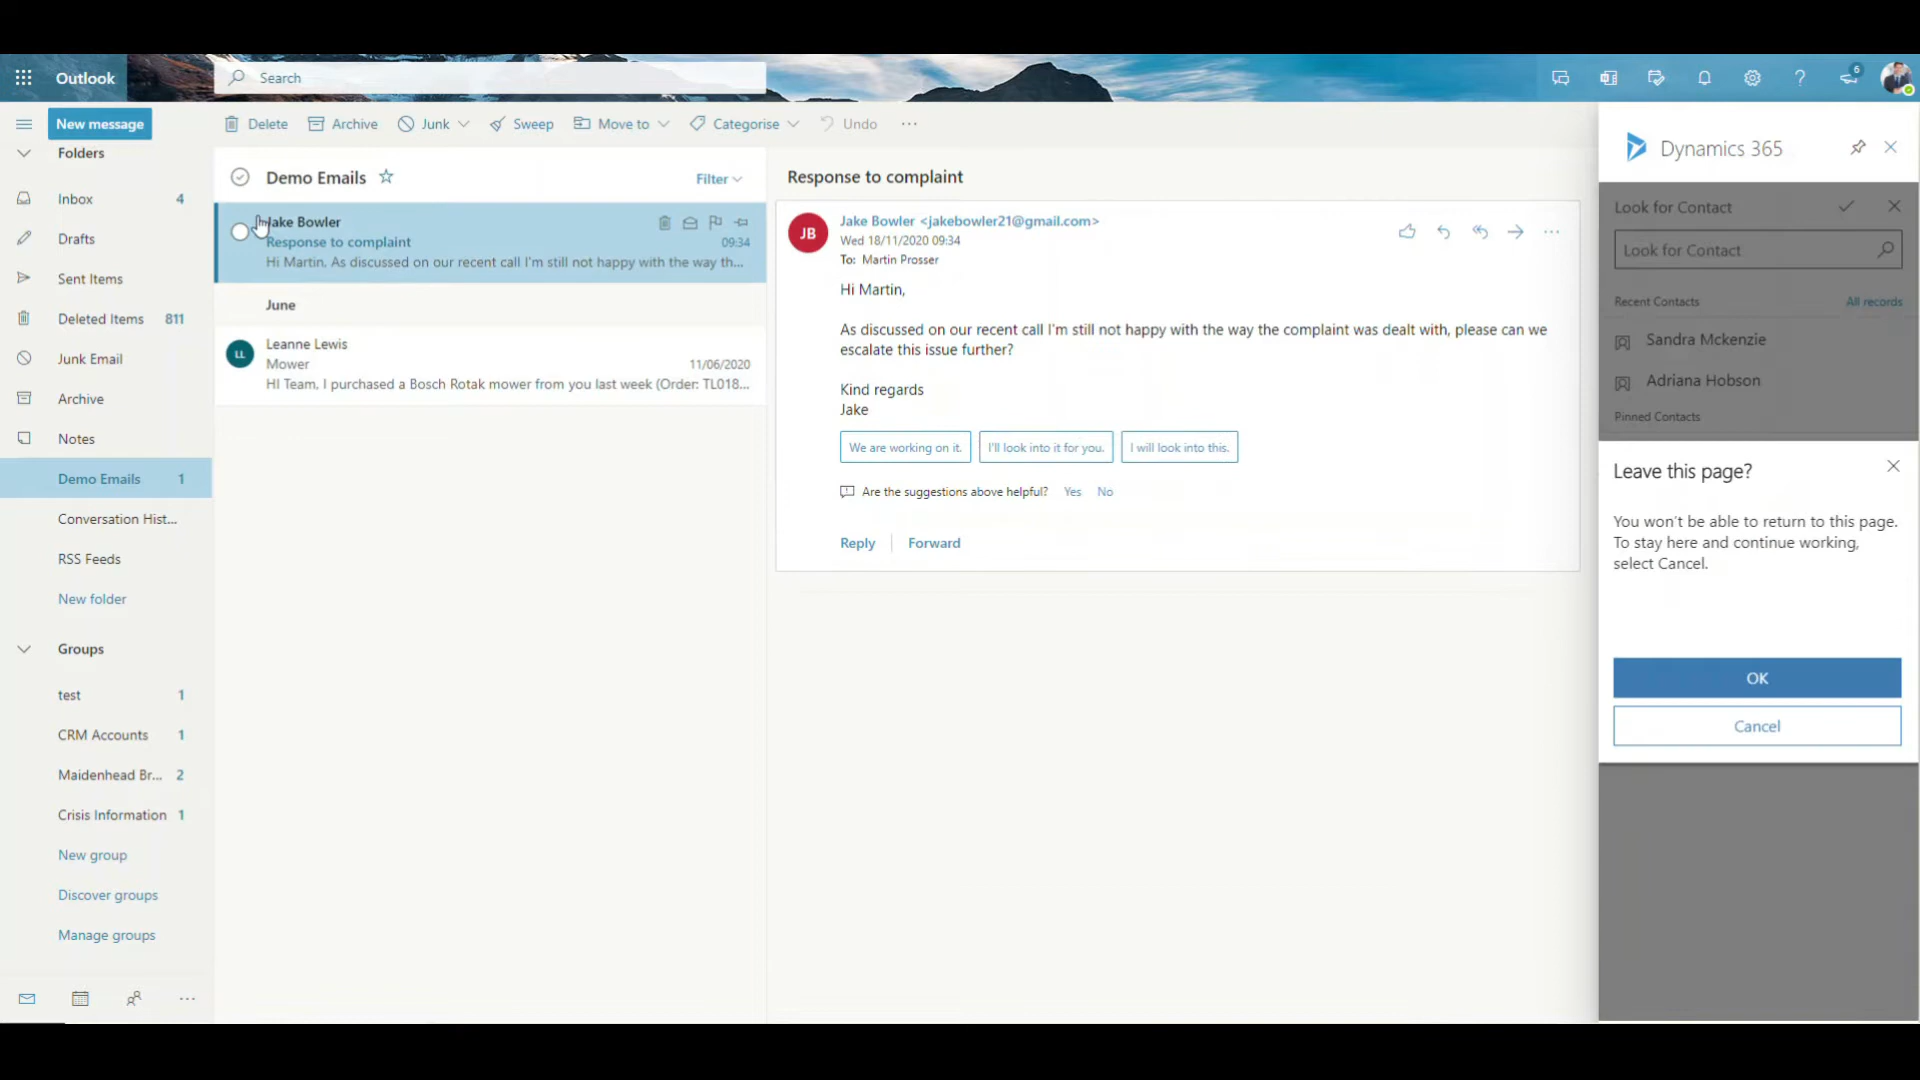 Outlook
Search
6
New message
Delete
Archive
Junk
Sweep
Move to
Categorise
Undo
Folders
Inbox 4
Drafts
Sent Items
Deleted Items 811
Junk Email
Archive
Notes
Demo Emails 1
Conversation Hist...
RSS Feeds
New folder
Groups
test 1
CRM Accounts 1
Maidenhead Br... 2
Crisis Information 1
New group
Discover groups
Manage groups
Demo Emails
Filter
Jake Bowler
Response to complaint 09:34
Hi Martin, As discussed on our recent call I'm still not happy with the way th...
June
LL
Leanne Lewis
Mower 11/06/2020
HI Team, I purchased a Bosch Rotak mower from you last week (Order: TL018...
Response to complaint
JB
Jake Bowler <jakebowler21@gmail.com>
Wed 18/11/2020 09:34
To: Martin Prosser
Hi Martin,
As discussed on our recent call I'm still not happy with the way the complaint was dealt with, please can we
escalate this issue further?
Kind regards
Jake
We are working on it.
I'll look into it for you.
I will look into this.
Are the suggestions above helpful? Yes No
Reply
Forward
Dynamics 365
Look for Contact
Look for Contact
Recent Contacts All records
Sandra Mckenzie
Adriana Hobson
Pinned Contacts
Leave this page?
You won't be able to return to this page.
To stay here and continue working,
select Cancel.
OK
Cancel